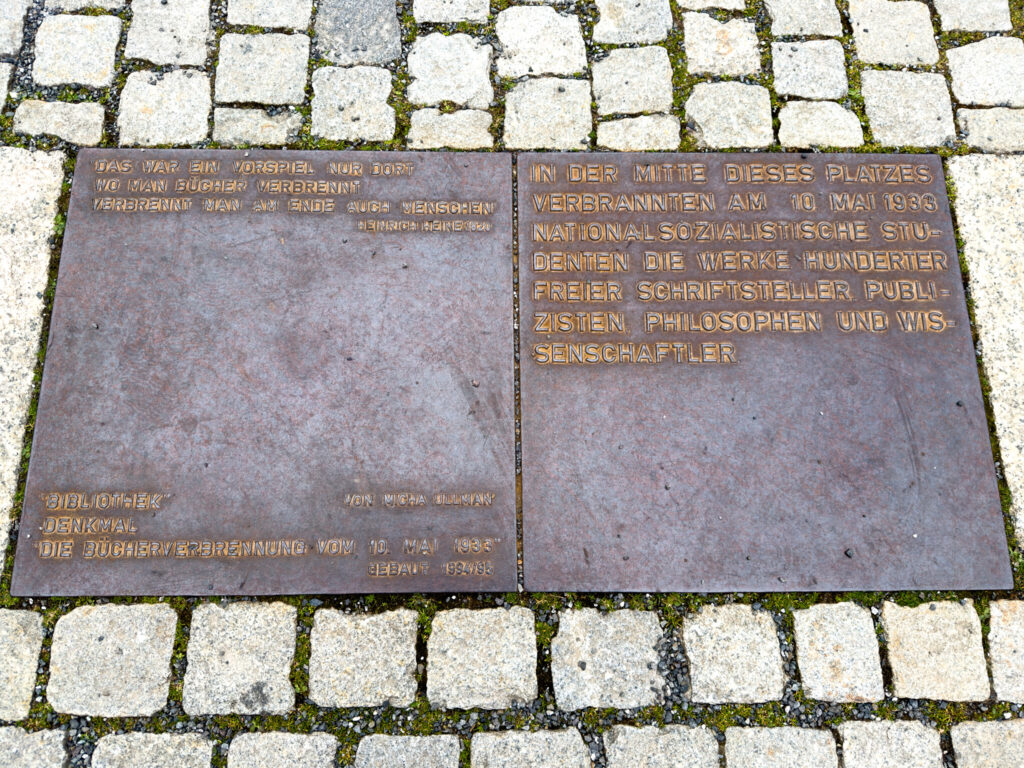 DAS WAR EIN VORSPIEL NUR DORT
WO MAN BÜCHER VERBRENNT
VERBRENNT MAN AM ENDE AUCH MENSCHEN
HEINRICH HEINE 1820
"BIBLIOTHEK" VON MICHA ULLMAN
DENKMAL
"DIE BÜCHERVERBRENNUNG VOM 10. MAI 1933"
GEBAUT 1994/95
IN DER MITTE DIESES PLATZES
VERBRANNTEN AM 10. MAI 1933
NATIONALSOZIALISTISCHE STU-
DENTEN DIE WERKE HUNDERTER
FREIER SCHRIFTSTELLER, PUBLI-
ZISTEN, PHILOSOPHEN UND WIS-
SENSCHAFTLER.